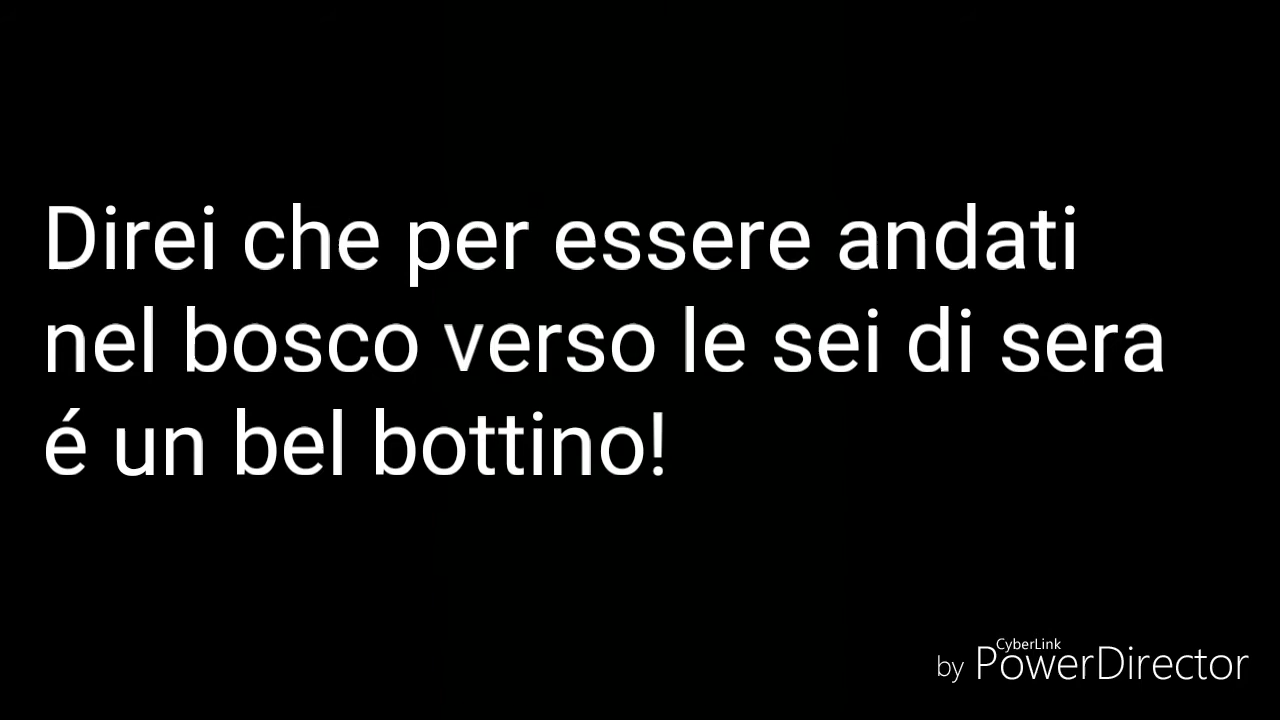 Direi che per essere andati
nel bosco verso le sei di sera
é un bel bottino!
CyberLink
by PowerDirector